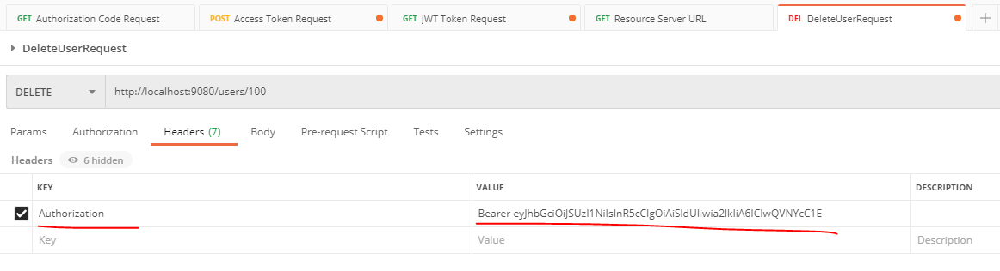 GET Authorization Code Request POST Access Token Request GET JWT Token Request GET Resource Server URL DEL DeleteUserRequest +
DeleteUserRequest
DELETE http://localhost:9080/users/100
Params Authorization Headers (7) Body Pre-request Script Tests Settings
Headers 6 hidden
KEY VALUE DESCRIPTION
Authorization Bearer eyJhbGciOiJSUzI1NiIsInR5cCIgOiAiSldUIiwia2lkIiA6ICIwQVNYcC1E
Key Value Description